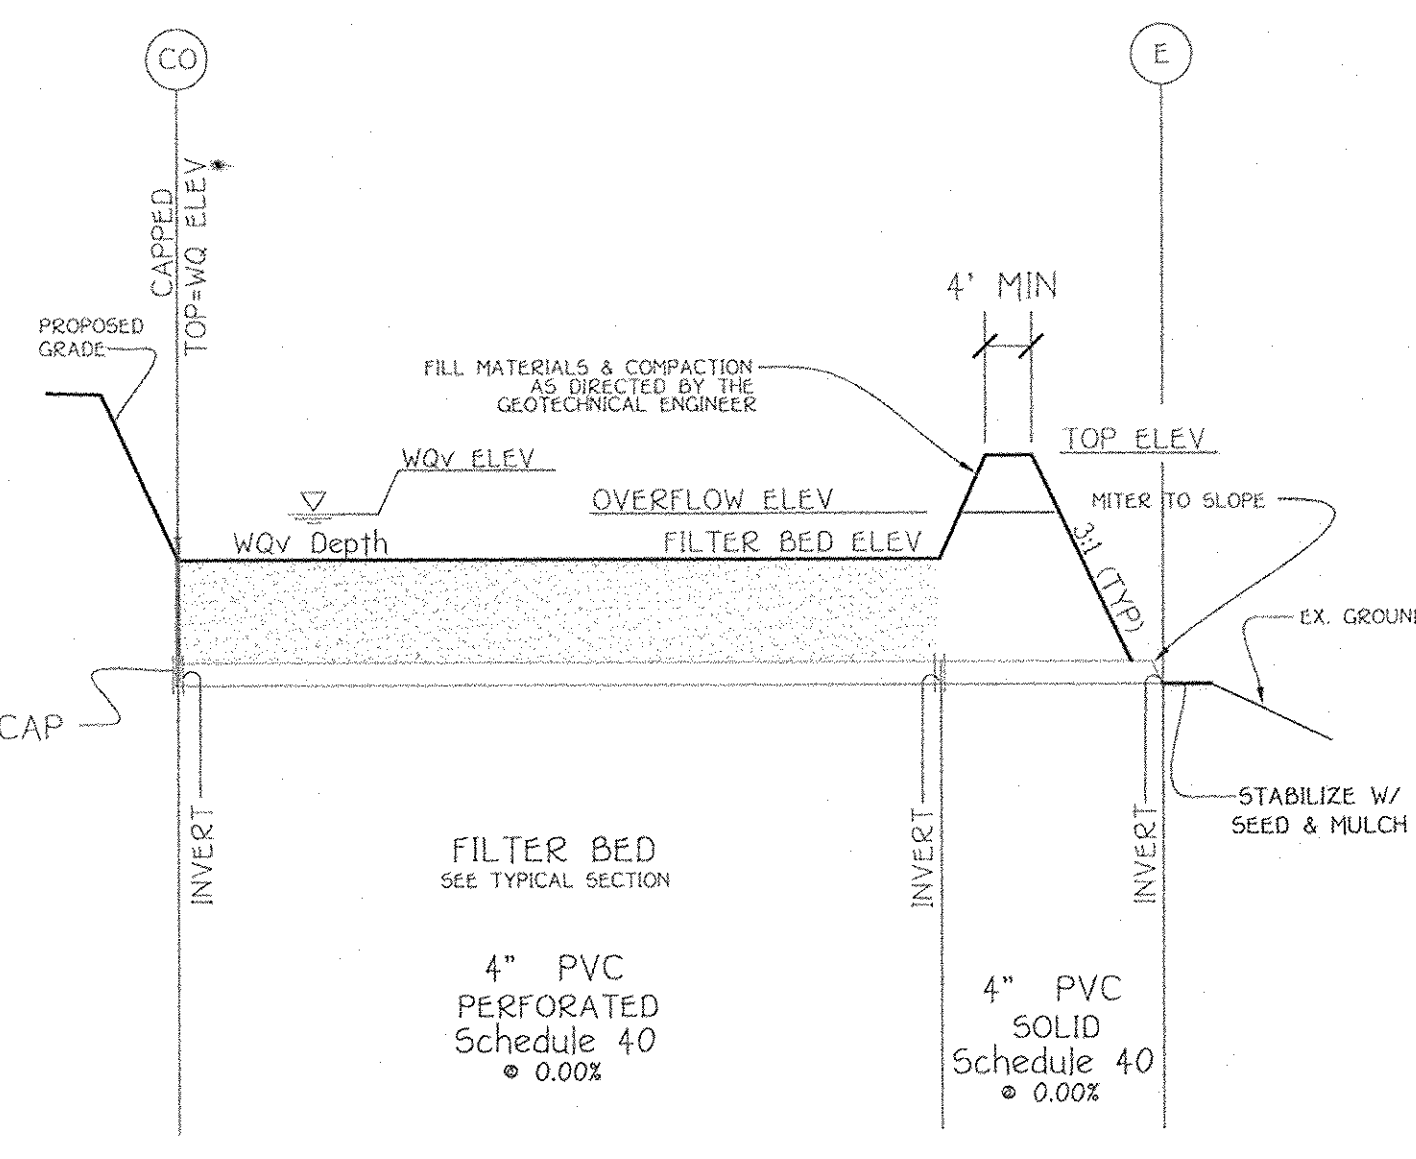 CO
E
CAPPED
TOP=WQ ELEV
4' MIN
PROPOSED
GRADE
FILL MATERIALS & COMPACTION
AS DIRECTED BY THE
GEOTECHNICAL ENGINEER
TOP ELEV
WQv ELEV
OVERFLOW ELEV
MITER TO SLOPE
WQv Depth
FILTER BED ELEV
3:1 (TYP)
EX. GROUN
CAP
STABILIZE W/
SEED & MULCH
INVERT
INVERT
INVERT
FILTER BED
SEE TYPICAL SECTION
4" PVC
PERFORATED
Schedule 40
@ 0.00%
4" PVC
SOLID
Schedule 40
@ 0.00%